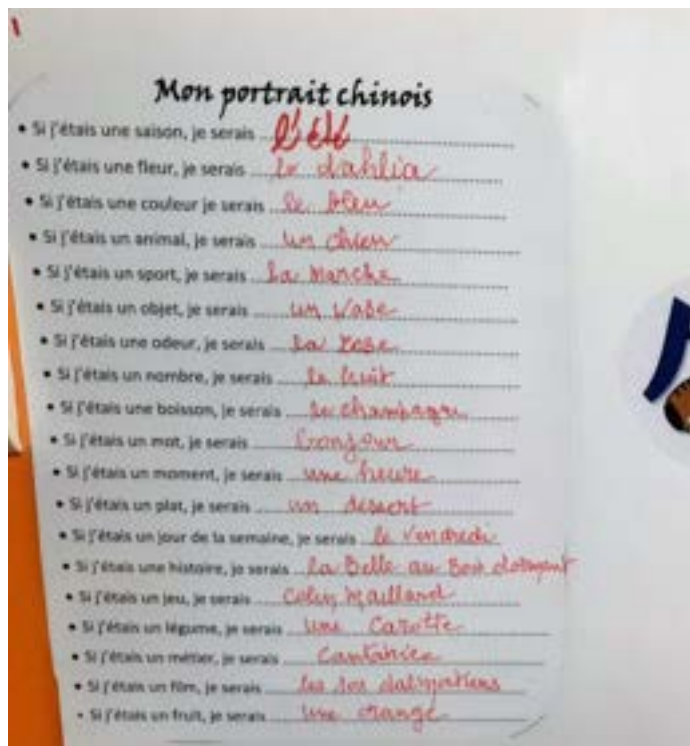 Mon portrait chinois
• Si j'étais une saison, je serais l'été
• Si j'étais une fleur, je serais le dahlia
• Si j'étais une couleur je serais le bleu
• Si j'étais un animal, je serais un chien
• Si j'étais un sport, je serais la marche
• Si j'étais un objet, je serais un vase
• Si j'étais une odeur, je serais la rose
• Si j'étais un nombre, je serais le huit
• Si j'étais une boisson, je serais le champagne
• Si j'étais un mot, je serais bonjour
• Si j'étais un moment, je serais une heure
• Si j'étais un plat, je serais un dessert
• Si j'étais un jour de la semaine, je serais le vendredi
• Si j'étais une histoire, je serais la Belle au Bois dormant
• Si j'étais un jeu, je serais Colin Maillard
• Si j'étais un légume, je serais une carotte
• Si j'étais un métier, je serais
• Si j'étais un film, je serais les 101 dalmatiens
• Si j'étais un fruit, je serais une orange